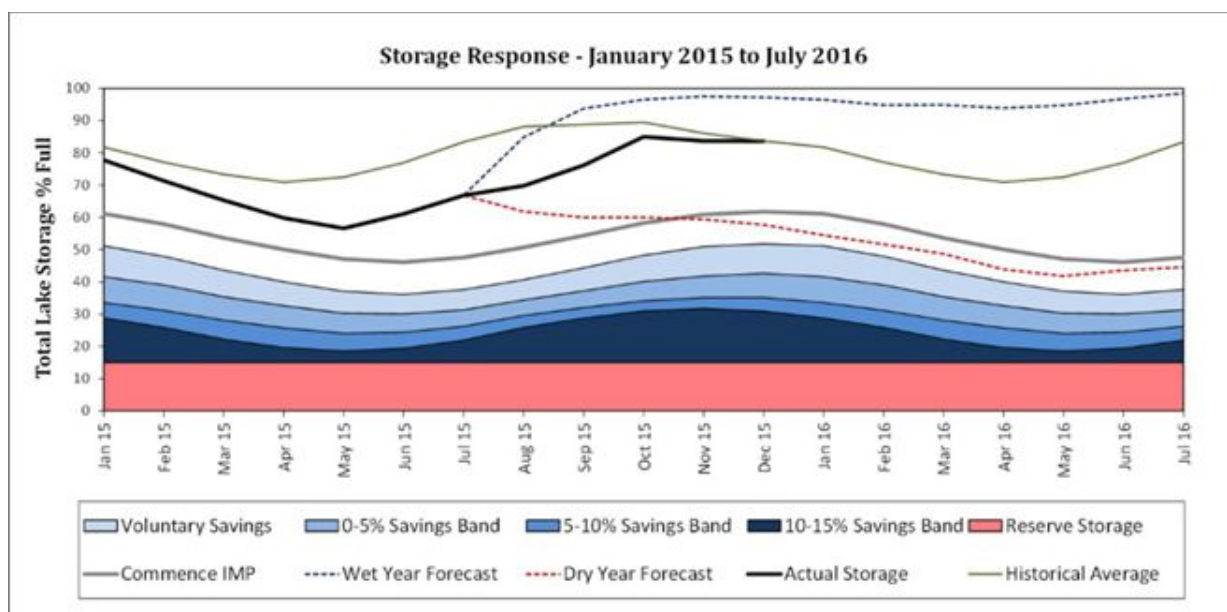 Storage Response - January 2015 to July 2016
Total Lake Storage % Full
100
90
80
70
60
50
40
30
20
10
0
Jan 15
Feb 15
Mar 15
Apr 15
May 15
Jun 15
Jul 15
Aug 15
Sep 15
Oct 15
Nov 15
Dec 15
Jan 16
Feb 16
Mar 16
Apr 16
May 16
Jun 16
Jul 16
Voluntary Savings 0-5% Savings Band 5-10% Savings Band 10-15% Savings Band Reserve Storage
Commence IMP Wet Year Forecast Dry Year Forecast Actual Storage Historical Average